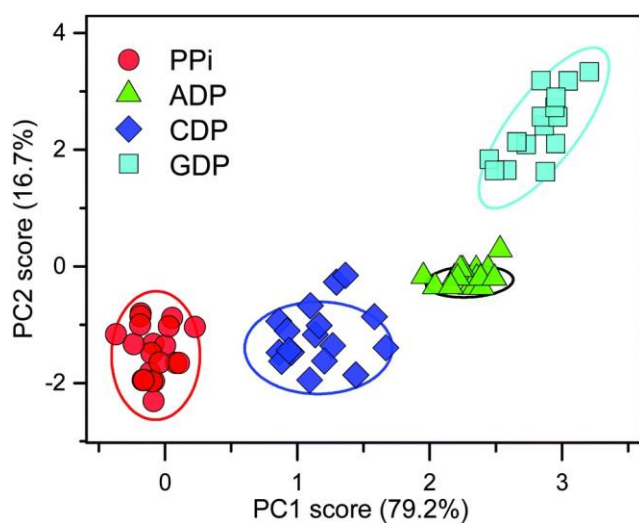 4
2
0
-2
PC2 score (16.7%)
PPi
ADP
CDP
GDP
0
1
2
3
PC1 score (79.2%)